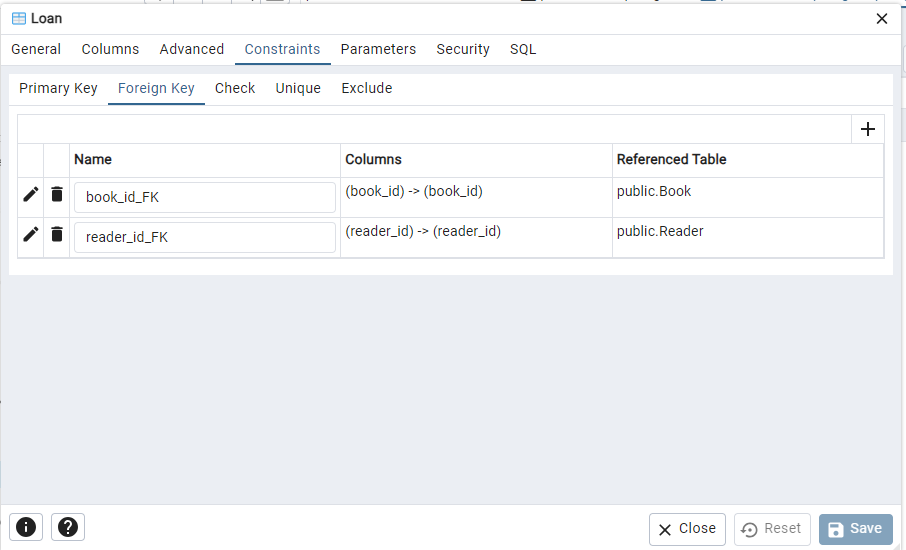 Loan
General Columns Advanced Constraints Parameters Security SQL
Primary Key Foreign Key Check Unique Exclude
Name Columns Referenced Table
book_id_FK (book_id) -> (book_id) public.Book
reader_id_FK (reader_id) -> (reader_id) public.Reader
Close Reset Save